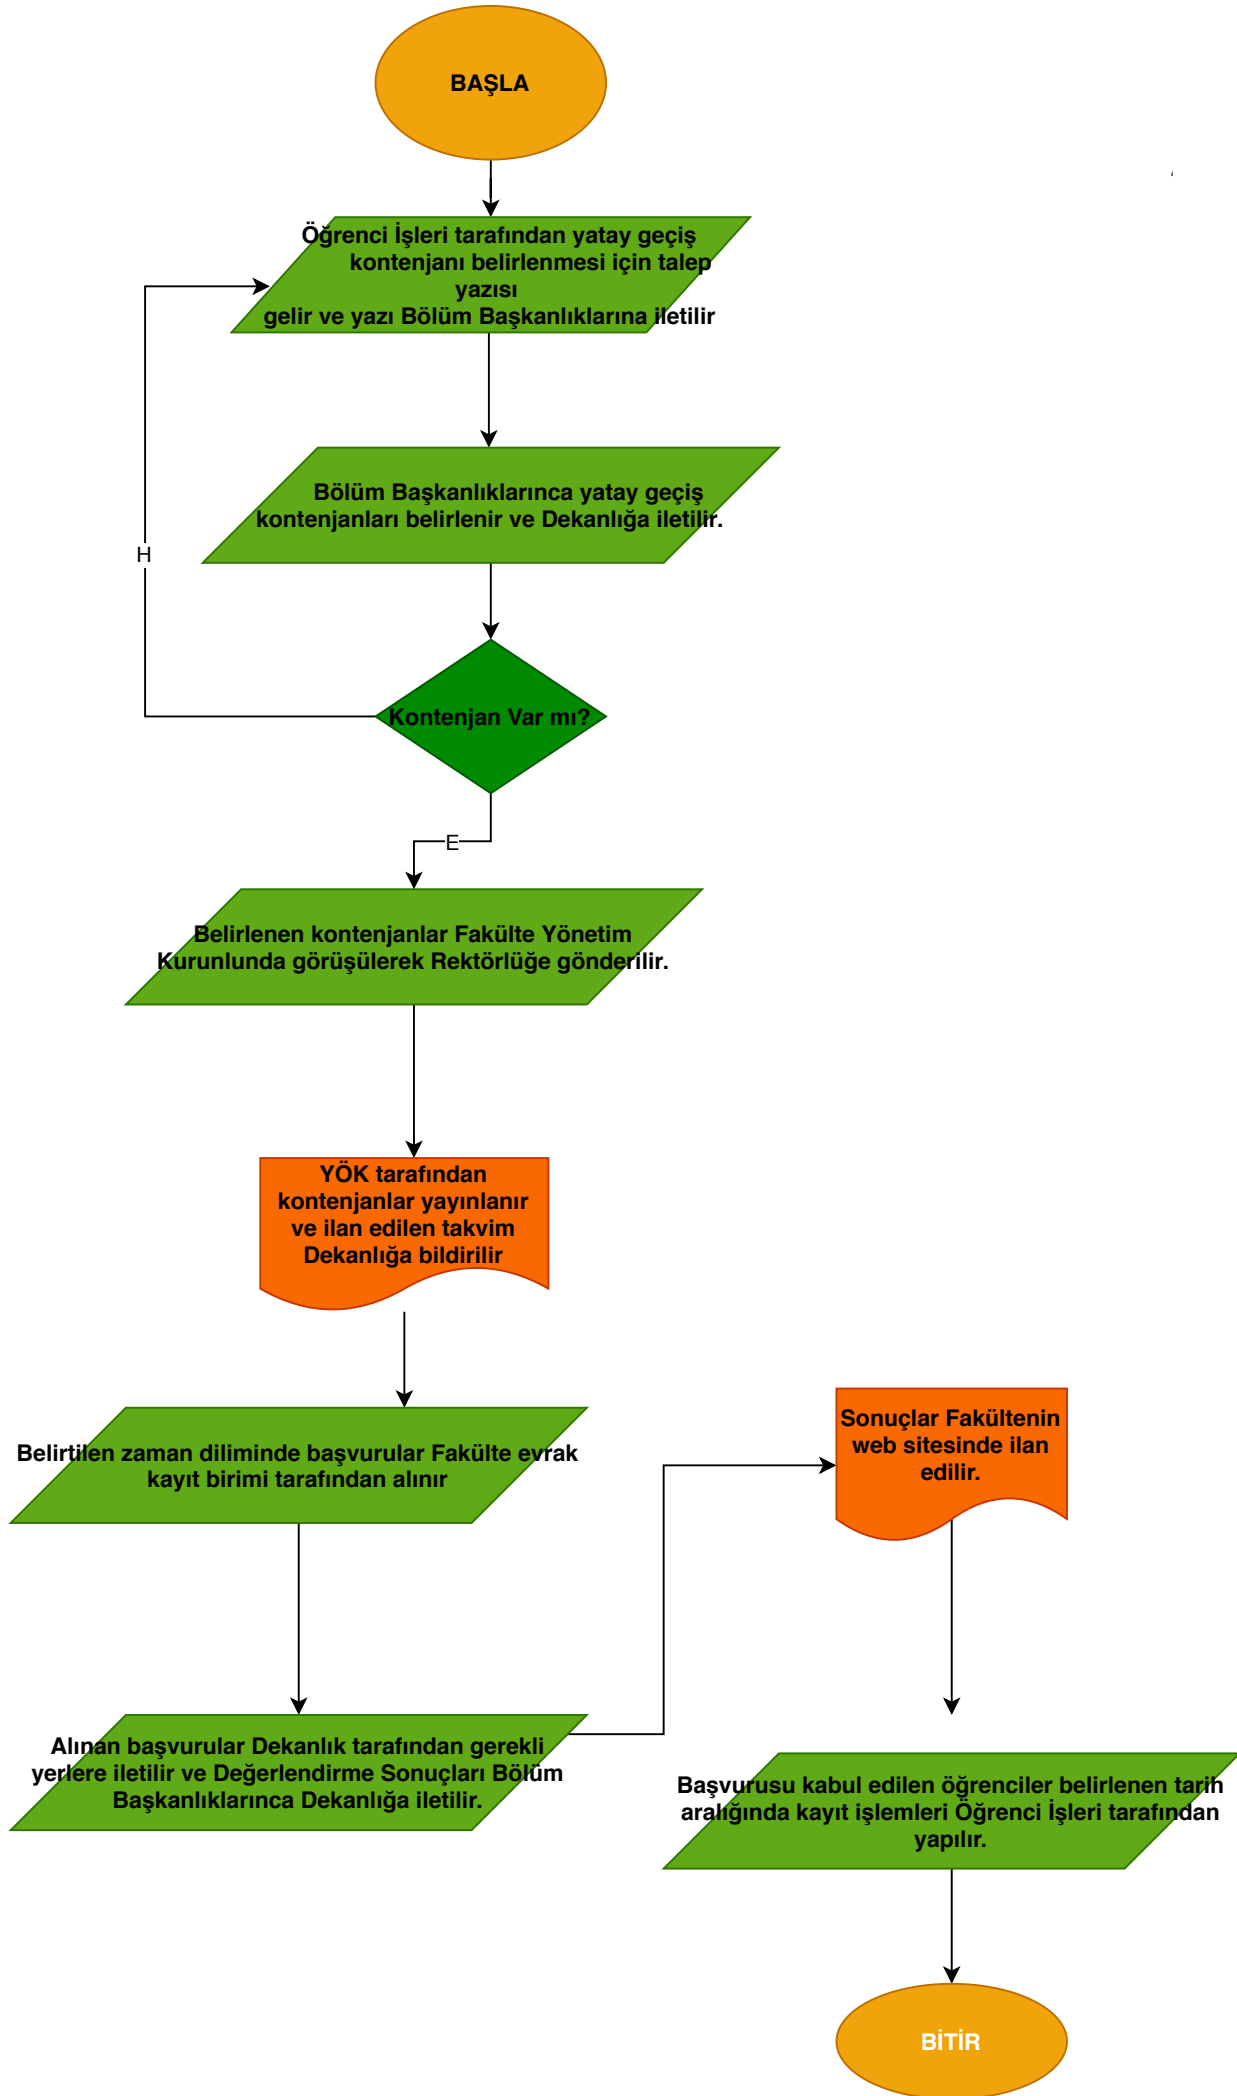 BAŞLA
Öğrenci İşleri tarafından yatay geçiş
kontenjanı belirlenmesi için talep
yazısı
gelir ve yazı Bölüm Başkanlıklarına iletilir
Bölüm Başkanlıklarınca yatay geçiş
kontenjanları belirlenir ve Dekanlığa iletilir.
H
Kontenjan Var mı?
E
Belirlenen kontenjanlar Fakülte Yönetim
Kurunlunda görüşülerek Rektörlüğe gönderilir.
YÖK tarafından
kontenjanlar yayınlanır
ve ilan edilen takvim
Dekanlığa bildirilir
Belirtilen zaman diliminde başvurular Fakülte evrak
kayıt birimi tarafından alınır
Alınan başvurular Dekanlık tarafından gerekli
yerlere iletilir ve Değerlendirme Sonuçları Bölüm
Başkanlıklarınca Dekanlığa iletilir.
Sonuçlar Fakültenin
web sitesinde ilan
edilir.
Başvurusu kabul edilen öğrenciler belirlenen tarih
aralığında kayıt işlemleri Öğrenci İşleri tarafından
yapılır.
BİTİR